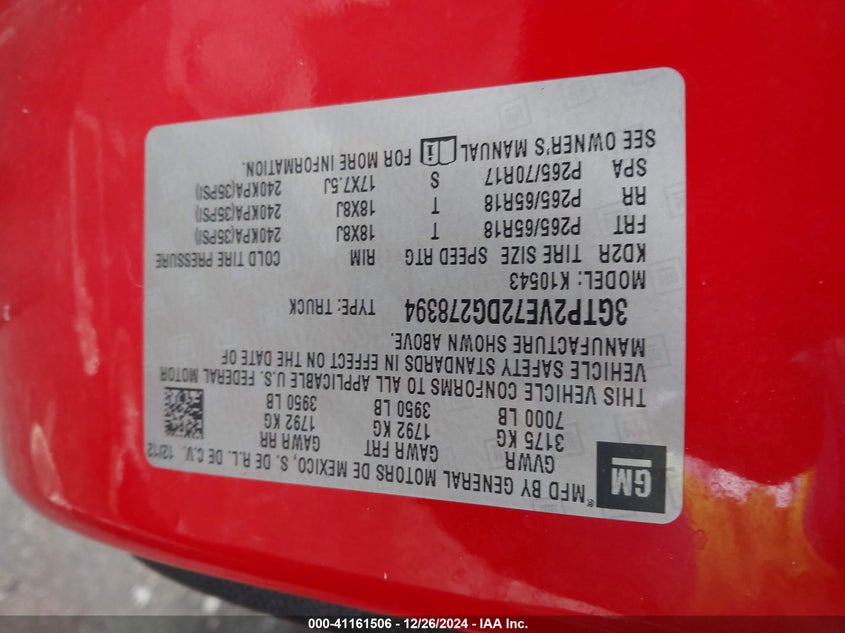 GM
® MFD BY GENERAL MOTORS DE MEXICO, S. DE R.L. DE C.V. 12/12
GVWR GAWR FRT GAWR RR
3175 KG 1792 KG 1792 KG
7000 LB 3950 LB 3950 LB
THIS VEHICLE CONFORMS TO ALL APPLICABLE U.S. FEDERAL MOTOR
VEHICLE SAFETY STANDARDS IN EFFECT ON THE DATE OF
MANUFACTURE SHOWN ABOVE.
3GTP2VE72DG278394 TYPE: TRUCK
MODEL: K10543
KD2R TIRE SIZE SPEED RTG RIM COLD TIRE PRESSURE
FRT P265/65R18 T 18X8J 240KPA(35PSI)
RR P265/65R18 T 18X8J 240KPA(35PSI)
SPA P265/70R17 S 17X7.5J 240KPA(35PSI)
SEE OWNER'S MANUAL i FOR MORE INFORMATION.
000-41161506 - 12/26/2024 - IAA Inc.